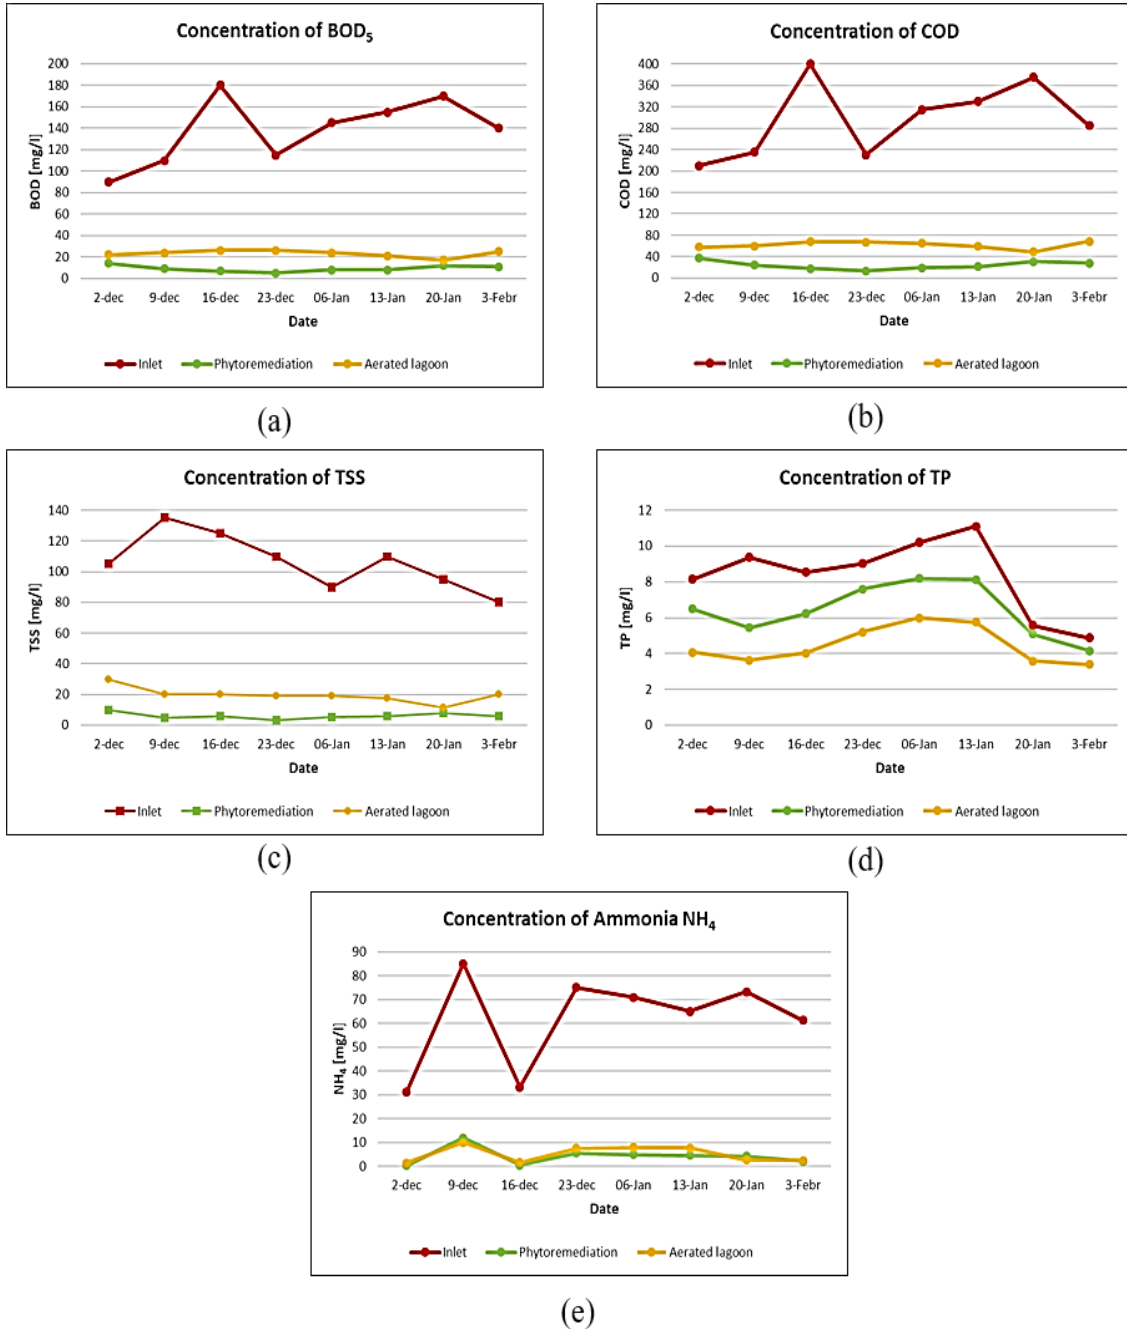 Concentration of BOD5
BOD [mg/l]
200
180
160
140
120
100
80
60
40
20
0
2-dec 9-dec 16-dec 23-dec 06-Jan 13-Jan 20-Jan 3-Febr
Date
Inlet Phytoremediation Aerated lagoon
(a)
Concentration of COD
COD [mg/l]
400
360
320
280
240
200
160
120
80
40
0
2-dec 9-dec 16-dec 23-dec 06-Jan 13-Jan 20-Jan 3-Febr
Date
Inlet Phytoremediation Aerated lagoon
(b)
Concentration of TSS
TSS [mg/l]
140
120
100
80
60
40
20
0
2-dec 9-dec 16-dec 23-dec 06-Jan 13-Jan 20-Jan 3-Febr
Date
Inlet Phytoremediation Aerated lagoon
(c)
Concentration of TP
TP [mg/l]
12
10
8
6
4
2
0
2-dec 9-dec 16-dec 23-dec 06-Jan 13-Jan 20-Jan 3-Febr
Date
Inlet Phytoremediation Aerated lagoon
(d)
Concentration of Ammonia NH4
NH4 [mg/l]
90
80
70
60
50
40
30
20
10
0
2-dec 9-dec 16-dec 23-dec 06-Jan 13-Jan 20-Jan 3-Febr
Date
Inlet Phytoremediation Aerated lagoon
(e)